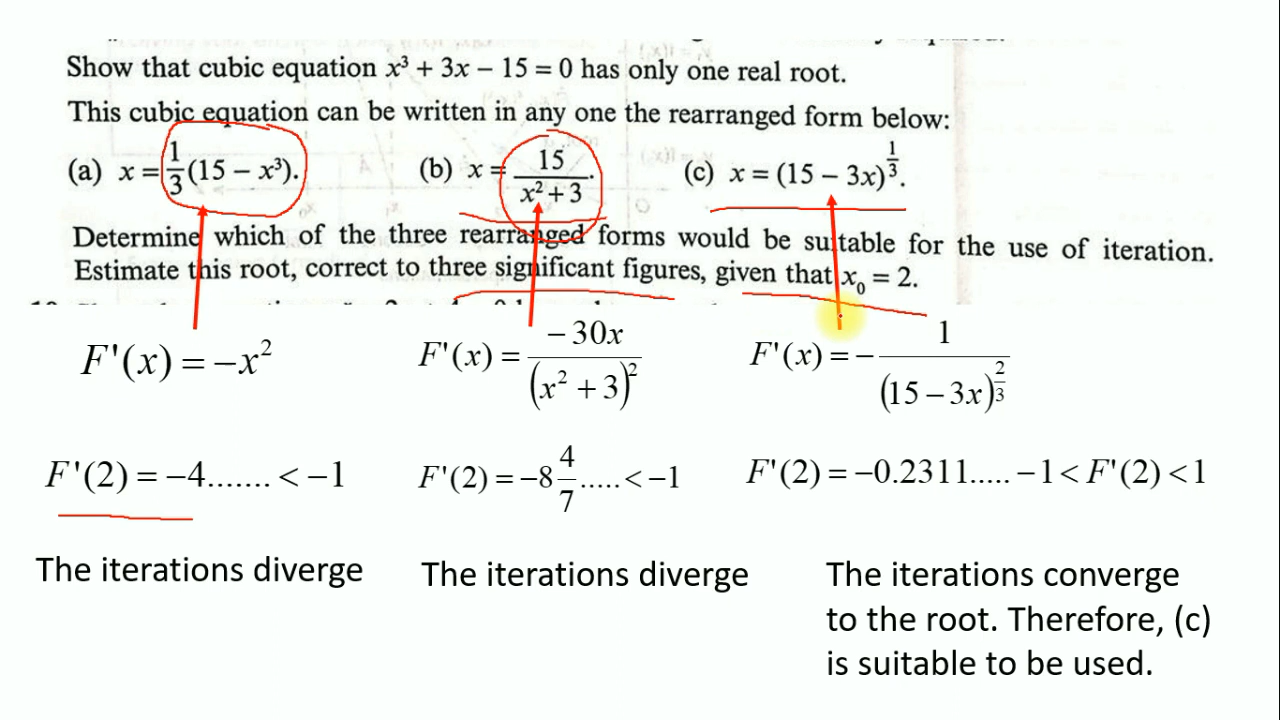 Show that cubic equation x³ + 3x − 15 = 0 has only one real root.
This cubic equation can be written in any one the rearranged form below:
(a) x = 1/3 (15 − x³). (b) x = 15/(x² + 3). (c) x = (15 − 3x)^(1/3).
Determine which of the three rearranged forms would be suitable for the use of iteration.
Estimate this root, correct to three significant figures, given that x₀ = 2.
F'(x) = −x² F'(x) = −30x/(x² + 3)² F'(x) = − 1/(15 − 3x)^(2/3)
F'(2) = −4....... < −1 F'(2) = −8 4/7 ..... < −1 F'(2) = −0.2311..... −1 < F'(2) < 1
The iterations diverge
The iterations diverge
The iterations converge
to the root. Therefore, (c)
is suitable to be used.